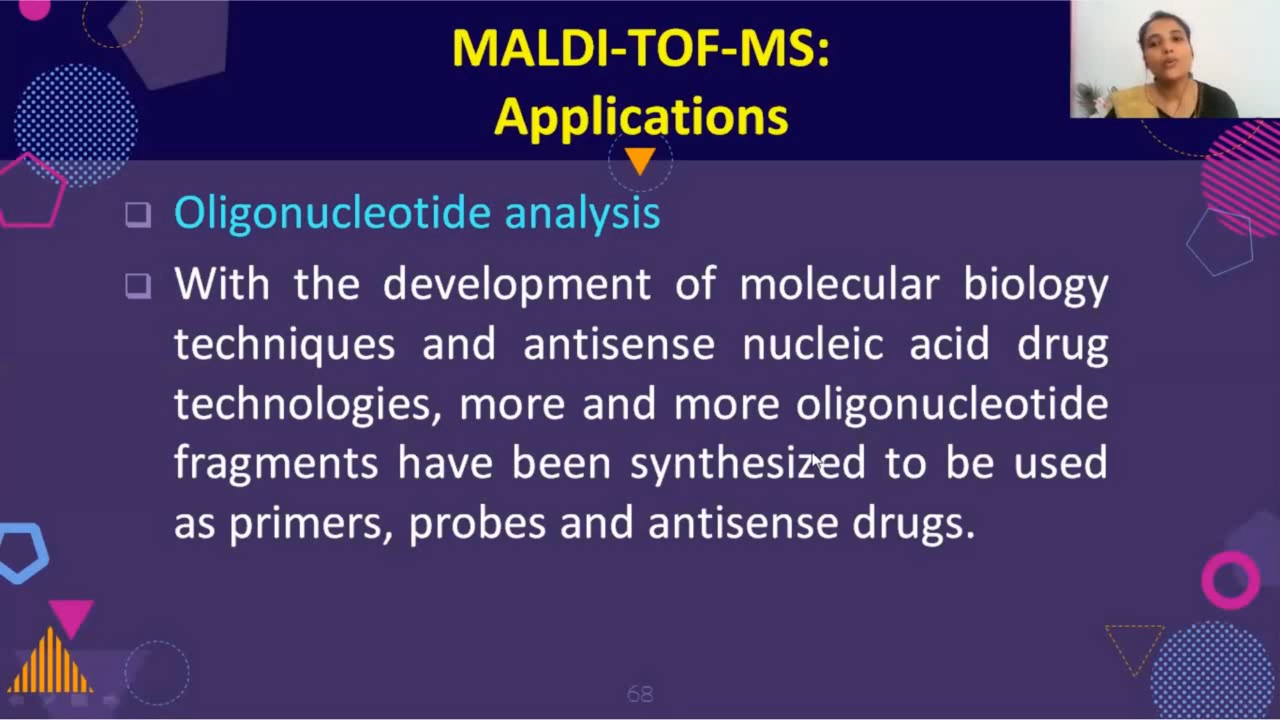 MALDI-TOF-MS:
Applications
Oligonucleotide analysis
With the development of molecular biology
techniques and antisense nucleic acid drug
technologies, more and more oligonucleotide
fragments have been synthesized to be used
as primers, probes and antisense drugs.
68